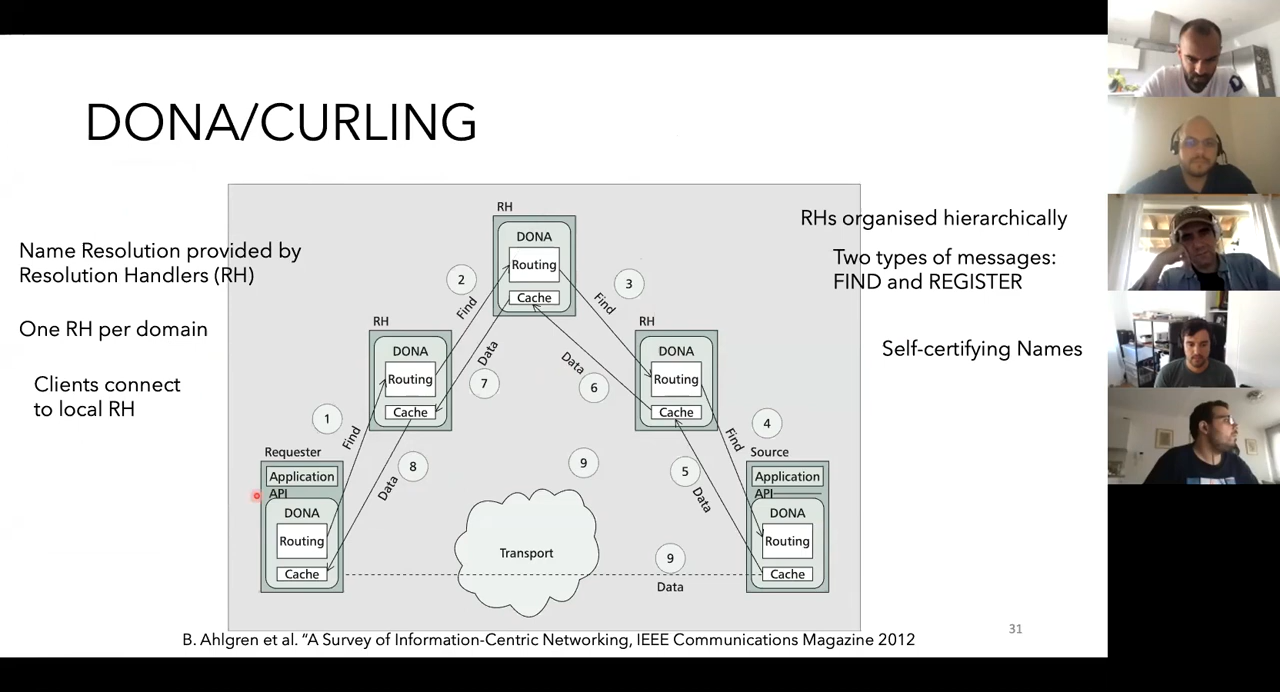 DONA/CURLING
Name Resolution provided by
Resolution Handlers (RH)
One RH per domain
Clients connect
to local RH
RHs organised hierarchically
Two types of messages:
FIND and REGISTER
Self-certifying Names
RH
DONA
Routing
Cache
2
Find
3
Find
RH
DONA
Routing
Cache
Data
7
Data
6
RH
DONA
Routing
Cache
1
Find
8
Data
9
4
Find
5
Data
Requester
Application
API
DONA
Routing
Cache
Transport
9
Data
Source
Application
API
DONA
Routing
Cache
B. Ahlgren et al. “A Survey of Information-Centric Networking, IEEE Communications Magazine 2012
31